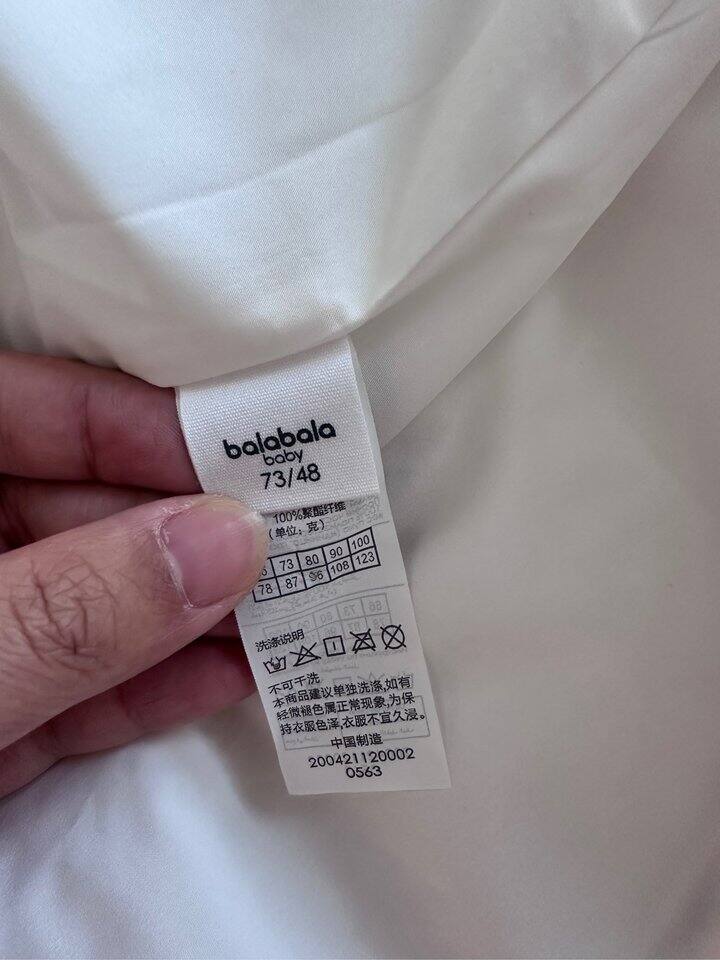 balabala
baby
73/48
100%聚酯纤维
(单位：克)
73 80 90 100
78 87 96 108 123
洗涤说明
不可干洗
本商品建议单独洗涤,如有
轻微褪色属正常现象,为保
持衣服色泽,衣服不宜久浸。
中国制造
200421120002
0563